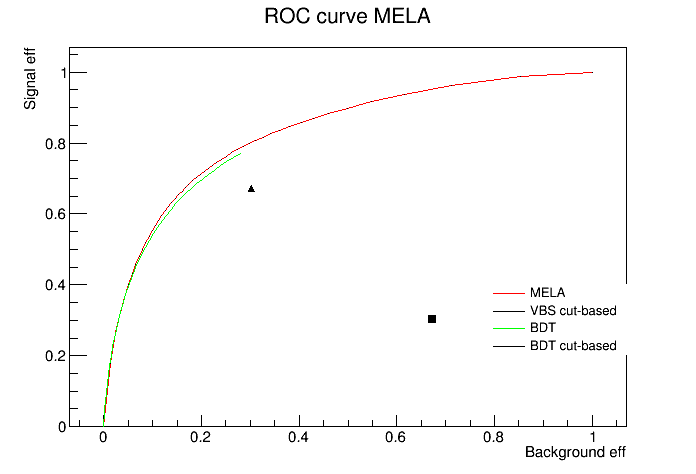 ROC curve MELA
Signal eff
1
0.8
0.6
0.4
0.2
0
MELA
VBS cut-based
BDT
BDT cut-based
0 0.2 0.4 0.6 0.8 1
Background eff